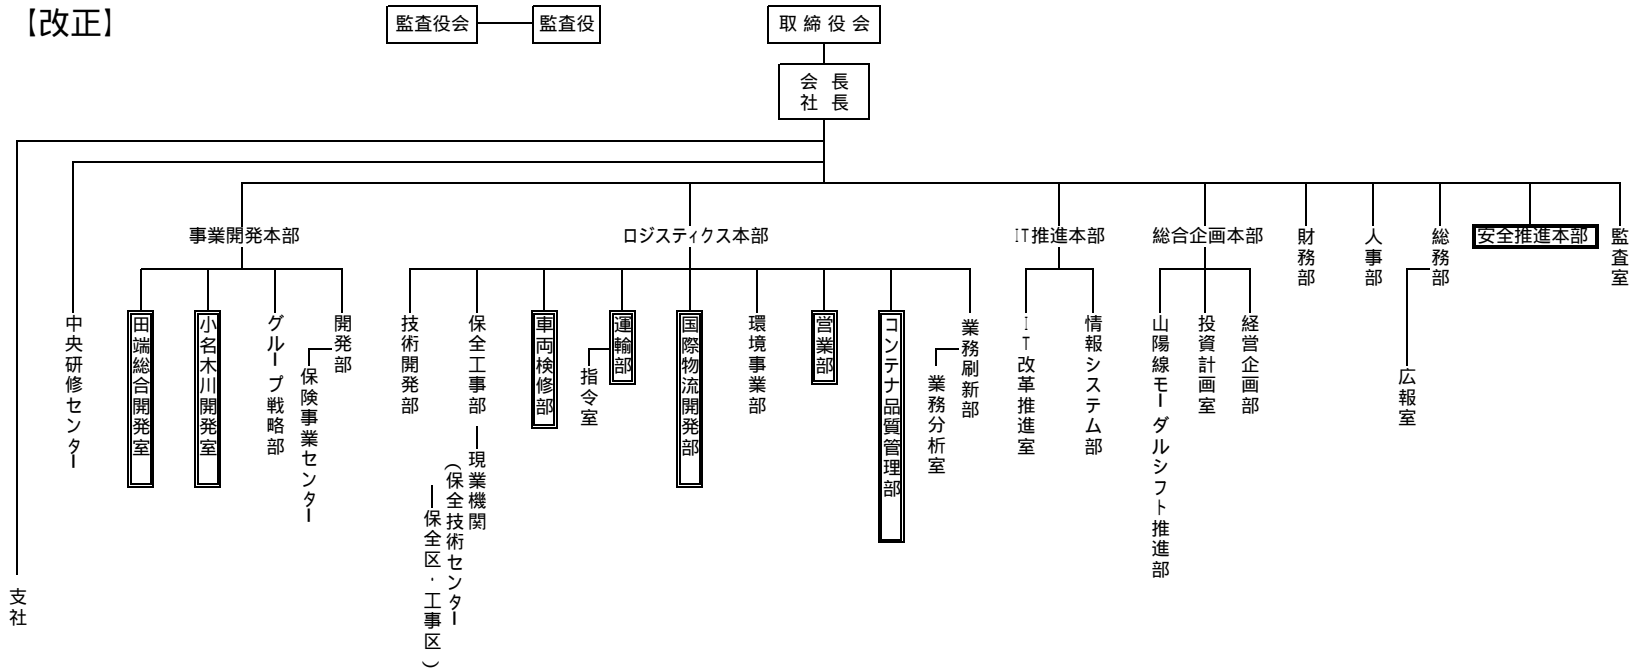 【改正】
監査役会
監査役
取締役会
会長
社長
事業開発本部
ロジスティクス本部
IT推進本部
総合企画本部
財務部
人事部
総務部
安全推進本部
監査室
中央研修センター
田端総合開発室
小名木川開発室
グループ戦略部
開発部
保険事業センター
技術開発部
保全工事部
現業機関
(保全技術センター
保全区・工事区)
車両検修部
運輸部
指令室
国際物流開発部
環境事業部
営業部
コンテナ品質管理部
業務刷新部
業務分析室
IT改革推進室
情報システム部
山陽線モーダルシフト推進部
投資計画室
経営企画部
広報室
支社